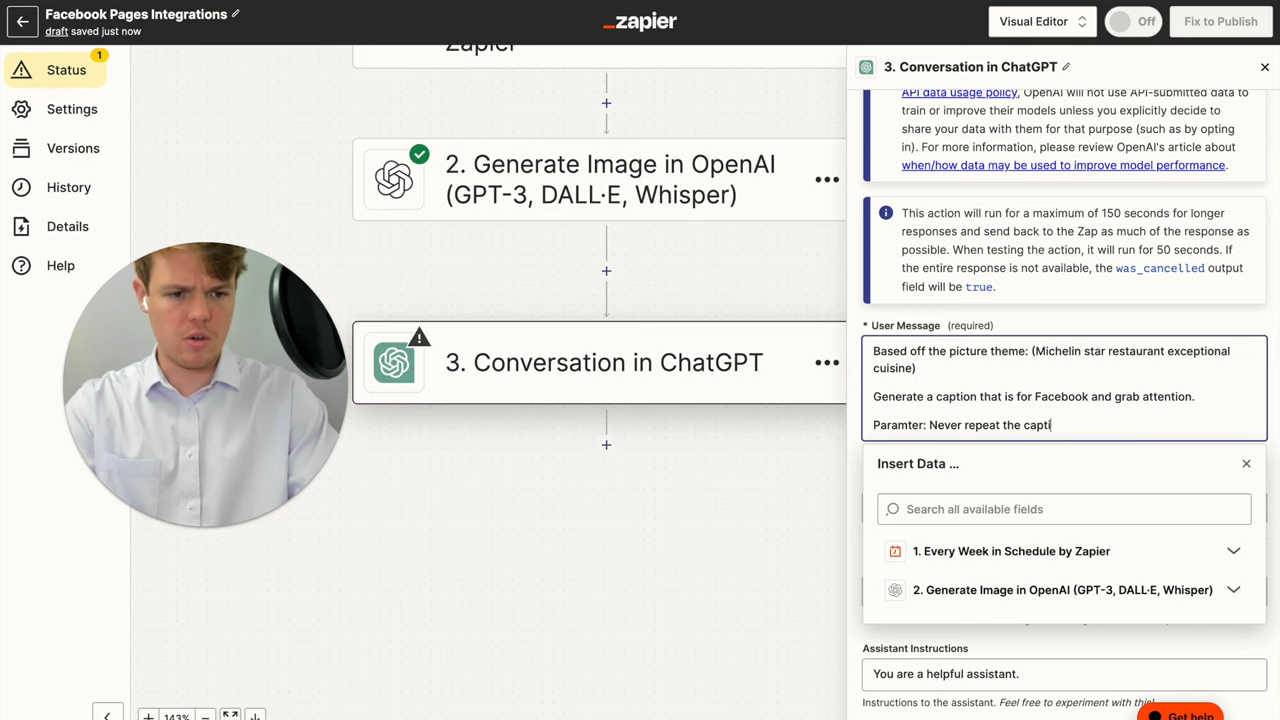 Facebook Pages Integrations
draft saved just now
_zapier
Visual Editor
Off
Fix to Publish
Status
1
Settings
Versions
History
Details
Help
Zapier
2. Generate Image in OpenAI
(GPT-3, DALL·E, Whisper)
3. Conversation in ChatGPT
143%
3. Conversation in ChatGPT
API data usage policy, OpenAI will not use API-submitted data to
train or improve their models unless you explicitly decide to
share your data with them for that purpose (such as by opting
in). For more information, please review OpenAI's article about
when/how data may be used to improve model performance.
This action will run for a maximum of 150 seconds for longer
responses and send back to the Zap as much of the response as
possible. When testing the action, it will run for 50 seconds. If
the entire response is not available, the was_cancelled output
field will be true.
* User Message (required)
Based off the picture theme: (Michelin star restaurant exceptional
cuisine)
Generate a caption that is for Facebook and grab attention.
Paramter: Never repeat the capti
Insert Data ...
Search all available fields
1. Every Week in Schedule by Zapier
2. Generate Image in OpenAI (GPT-3, DALL·E, Whisper)
Assistant Instructions
You are a helpful assistant.
Instructions to the assistant. Feel free to experiment with this!
Get help